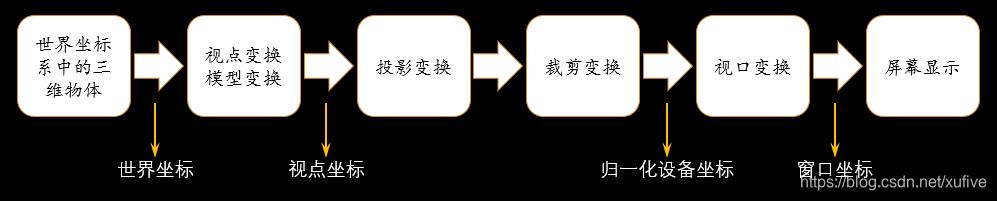 世界坐标
系中的三
维物体
视点变换
模型变换
投影变换
裁剪变换
视口变换
屏幕显示
世界坐标
视点坐标
归一化设备坐标
窗口坐标
https://blog.csdn.net/xufive